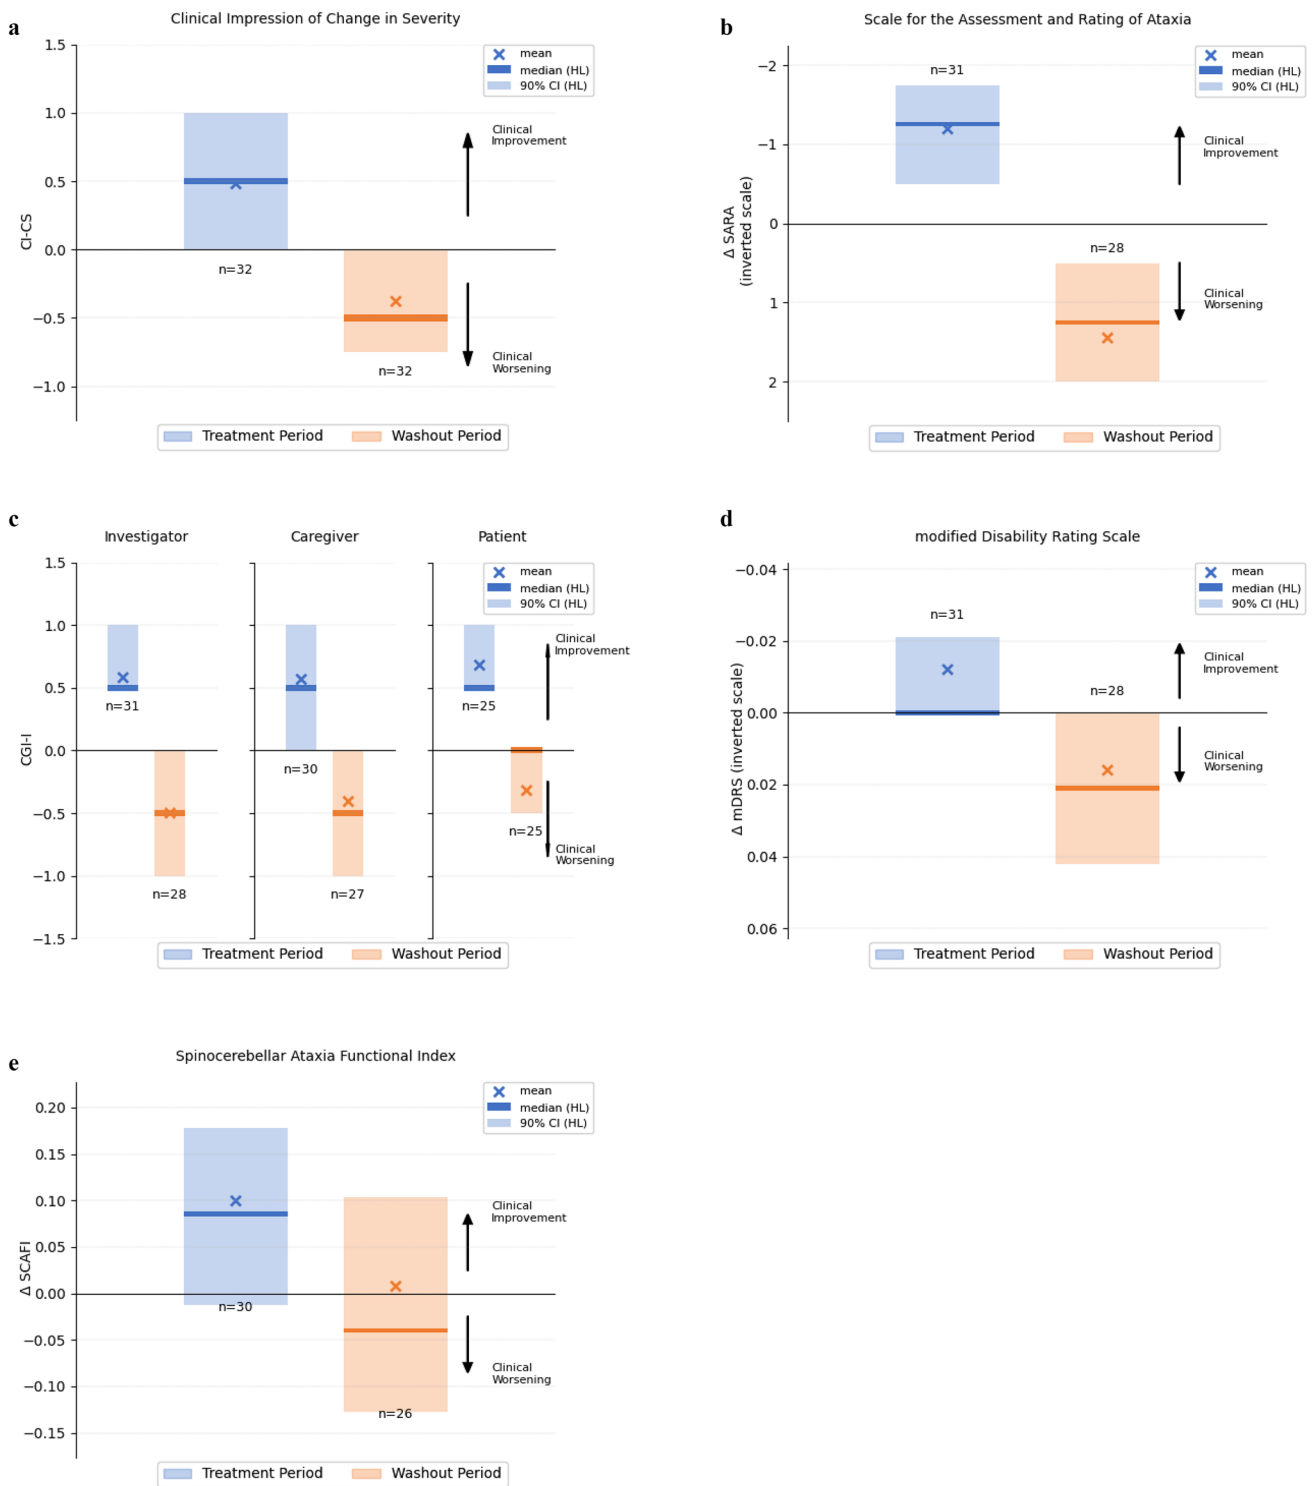 a
Clinical Impression of Change in Severity
1.5
1.0
0.5
0.0
−0.5
−1.0
CI-CS
mean
median (HL)
90% CI (HL)
Clinical
Improvement
n=32
Clinical
Worsening
n=32
Treatment Period
Washout Period
b
Scale for the Assessment and Rating of Ataxia
−2
−1
0
1
2
Δ SARA
(inverted scale)
mean
median (HL)
90% CI (HL)
n=31
Clinical
Improvement
n=28
Clinical
Worsening
Treatment Period
Washout Period
c
Investigator
Caregiver
Patient
1.5
1.0
0.5
0.0
−0.5
−1.0
−1.5
CGI-I
mean
median (HL)
90% CI (HL)
Clinical
Improvement
n=31
n=25
n=30
n=25
Clinical
Worsening
n=28
n=27
Treatment Period
Washout Period
d
modified Disability Rating Scale
−0.04
−0.02
0.00
0.02
0.04
0.06
Δ mDRS (inverted scale)
mean
median (HL)
90% CI (HL)
n=31
Clinical
Improvement
n=28
Clinical
Worsening
Treatment Period
Washout Period
e
Spinocerebellar Ataxia Functional Index
0.20
0.15
0.10
0.05
0.00
−0.05
−0.10
−0.15
Δ SCAFI
mean
median (HL)
90% CI (HL)
Clinical
Improvement
n=30
Clinical
Worsening
n=26
Treatment Period
Washout Period